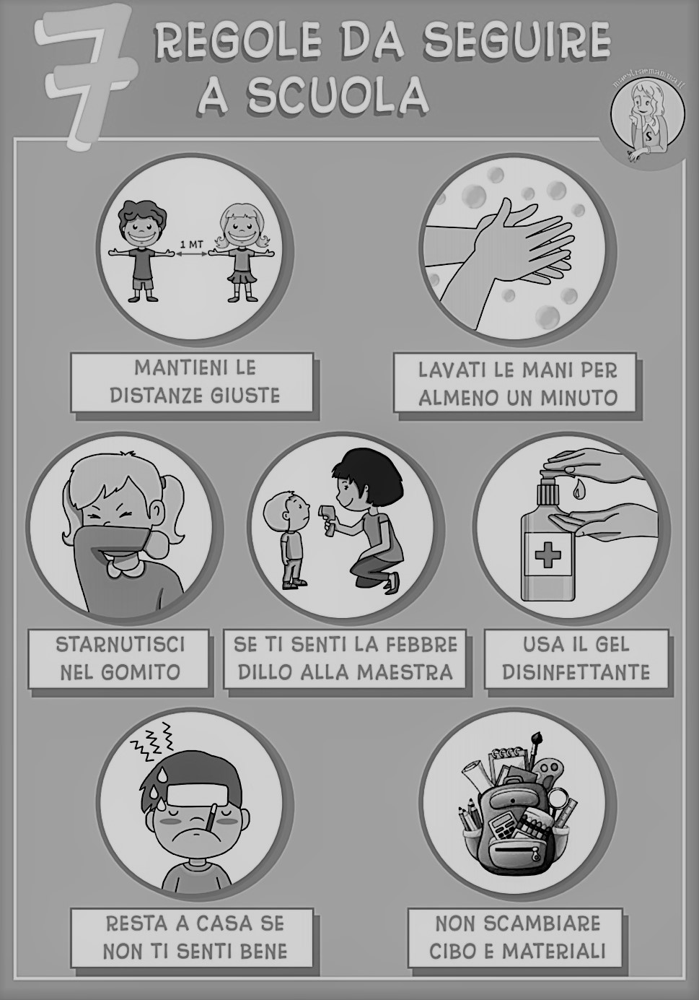 7 REGOLE DA SEGUIRE
A SCUOLA
maestraemamma.it
S
1 MT
MANTIENI LE
DISTANZE GIUSTE
LAVATI LE MANI PER
ALMENO UN MINUTO
STARNUTISCI
NEL GOMITO
SE TI SENTI LA FEBBRE
DILLO ALLA MAESTRA
USA IL GEL
DISINFETTANTE
RESTA A CASA SE
NON TI SENTI BENE
NON SCAMBIARE
CIBO E MATERIALI